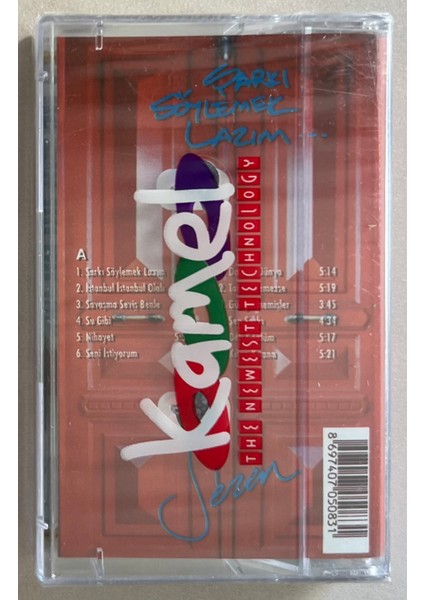 ŞARKI
SÖYLEMEK
LAZIM...
Kamel
THE NEWEST TECHNOLOGY
A
1. Şarkı Söylemek Lazım
2. İstanbul İstanbul
3. Savaşma Seviş Benle
4. Su Gibi
5. Nihayet
6. Seni İstiyorum
5:14
5:19
3:45
4:34
5:17
5:21
Sezen
8697407050831